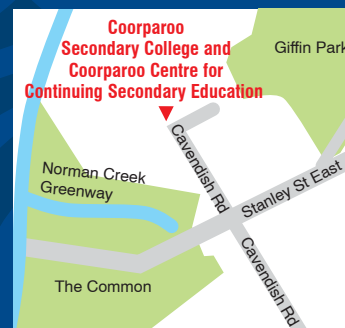 Coorparoo
Secondary College and
Coorparoo Centre for
Continuing Secondary Education
Giffin Park
Cavendish Rd
Norman Creek
Greenway
Stanley St East
Cavendish Rd
The Common